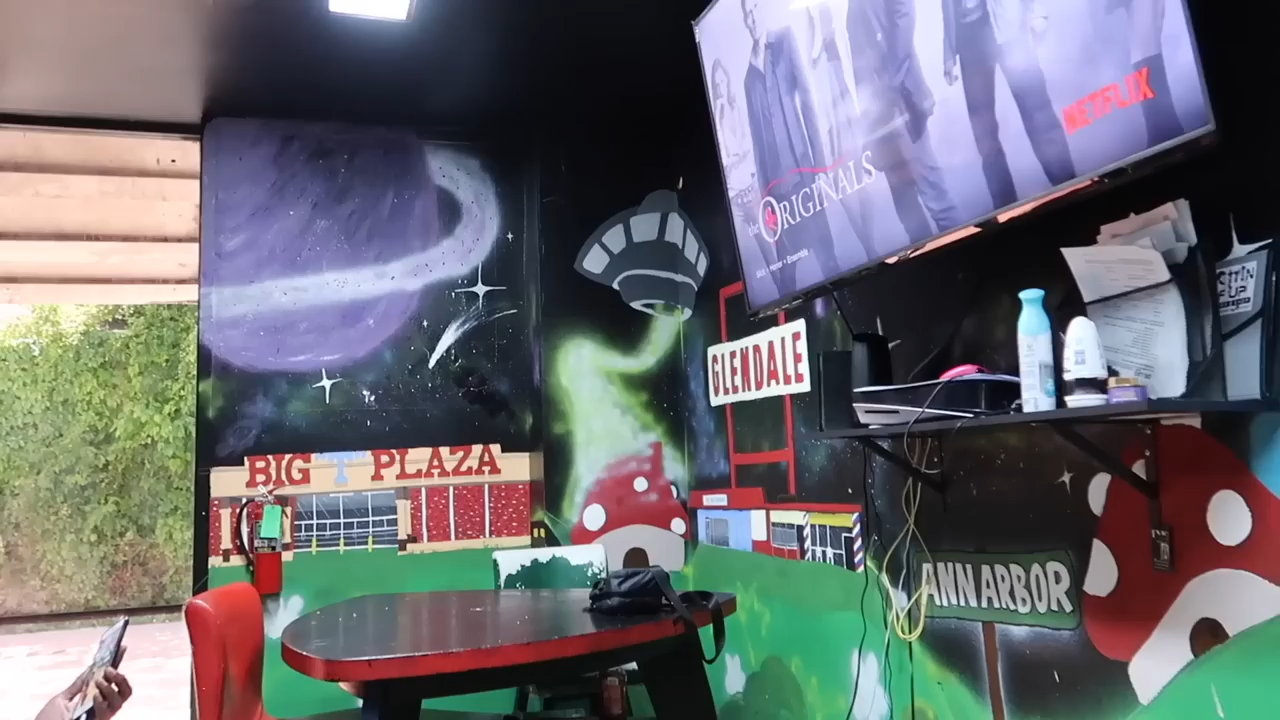 NETFLIX
the ORIGINALS
GLENDALE
BIG T PLAZA
ANN ARBOR